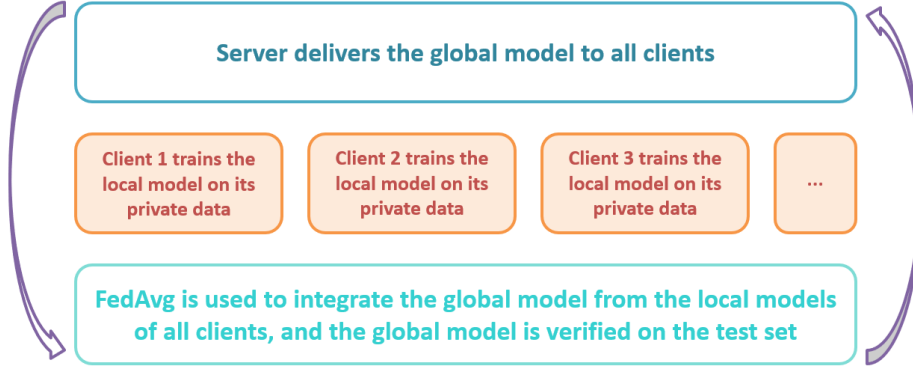 Server delivers the global model to all clients
Client 1 trains the
local model on its
private data
Client 2 trains the
local model on its
private data
Client 3 trains the
local model on its
private data
...
FedAvg is used to integrate the global model from the local models
of all clients, and the global model is verified on the test set